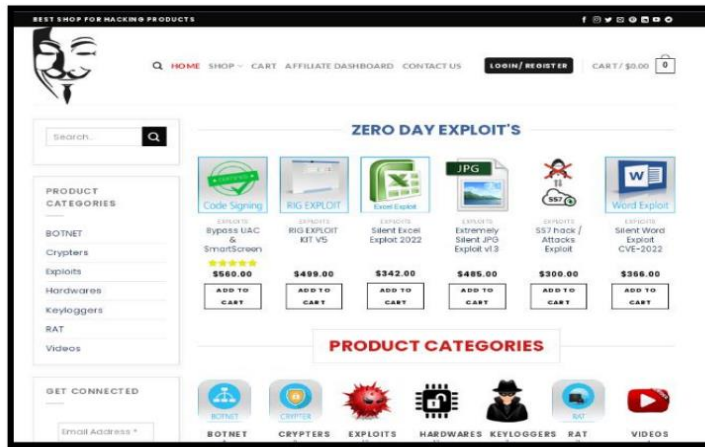 BEST SHOP FOR HACKING PRODUCTS
HOME SHOP CART AFFILIATE DASHBOARD CONTACT US LOGIN/ REGISTER CART / $0.00 0
Search...
PRODUCT
CATEGORIES
BOTNET
Crypters
Exploits
Hardwares
Keyloggers
RAT
Videos
GET CONNECTED
Email Address *
ZERO DAY EXPLOIT'S
CERTIFIED
Code Signing
EXPLOITS
Bypass UAC
&
SmartScreen
$560.00
ADD TO
CART
RIG EXPLOIT
EXPLOITS
RIG EXPLOIT
KIT V5
$499.00
ADD TO
CART
Excel Exploit
EXPLOITS
Silent Excel
Exploit 2022
$342.00
ADD TO
CART
JPG
EXPLOITS
Extremely
Silent JPG
Exploit v1.3
$485.00
ADD TO
CART
SS7
EXPLOITS
SS7 hack /
Attacks
Exploit
$300.00
ADD TO
CART
W
Word Exploit
EXPLOITS
Silent Word
Exploit
CVE-2022
$366.00
ADD TO
CART
PRODUCT CATEGORIES
BOTNET
CRYPTER
RAT
BOTNET CRYPTERS EXPLOITS HARDWARES KEYLOGGERS RAT VIDEOS